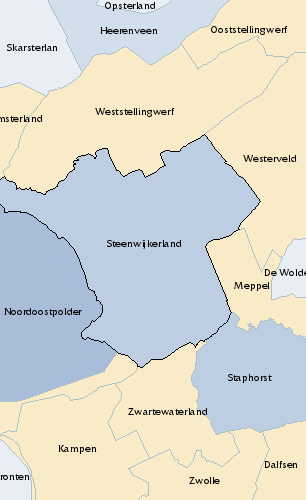 Opsterland
Heerenveen
Ooststellingwerf
Skarsterlan
Weststellingwerf
msterland
Westerveld
Steenwijkerland
De Wolde
Meppel
Noordoostpolder
Staphorst
Zwartewaterland
Kampen
Dalfsen
ronten
Zwolle